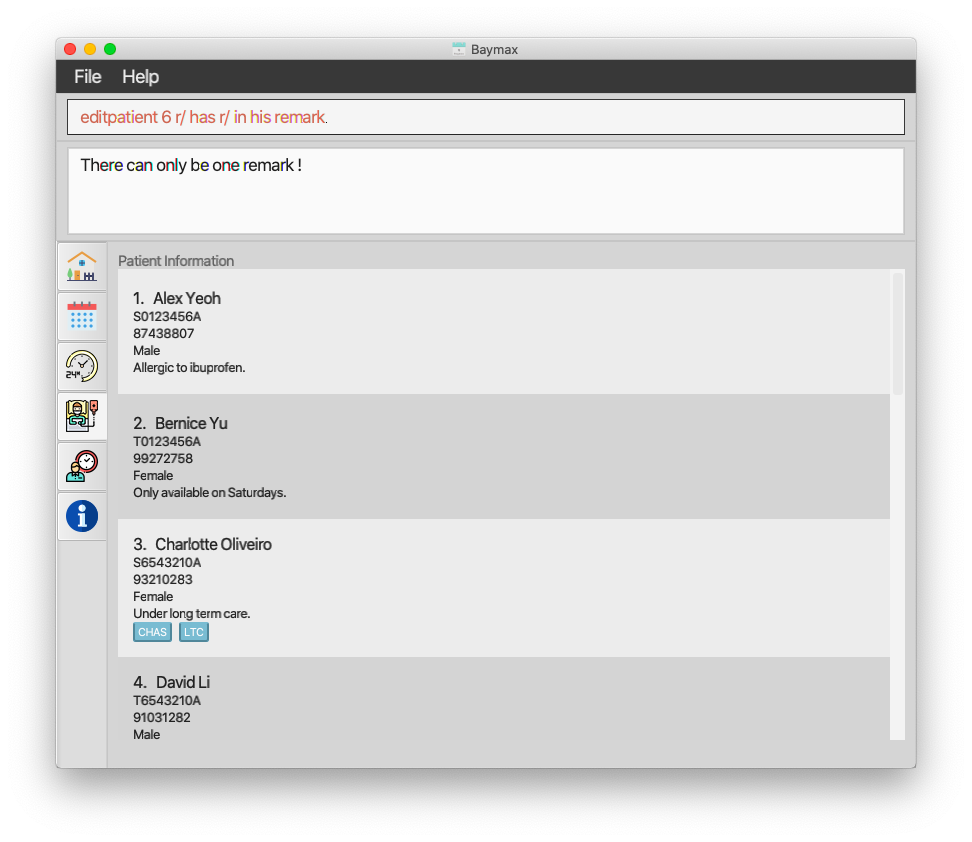 Baymax
File Help
editpatient 6 r/ has r/ in his remark.
There can only be one remark !
Patient Information
1. Alex Yeoh
S0123456A
87438807
Male
Allergic to ibuprofen.
2. Bernice Yu
T0123456A
99272758
Female
Only available on Saturdays.
3. Charlotte Oliveiro
S6543210A
93210283
Female
Under long term care.
CHAS LTC
4. David Li
T6543210A
91031282
Male
24H